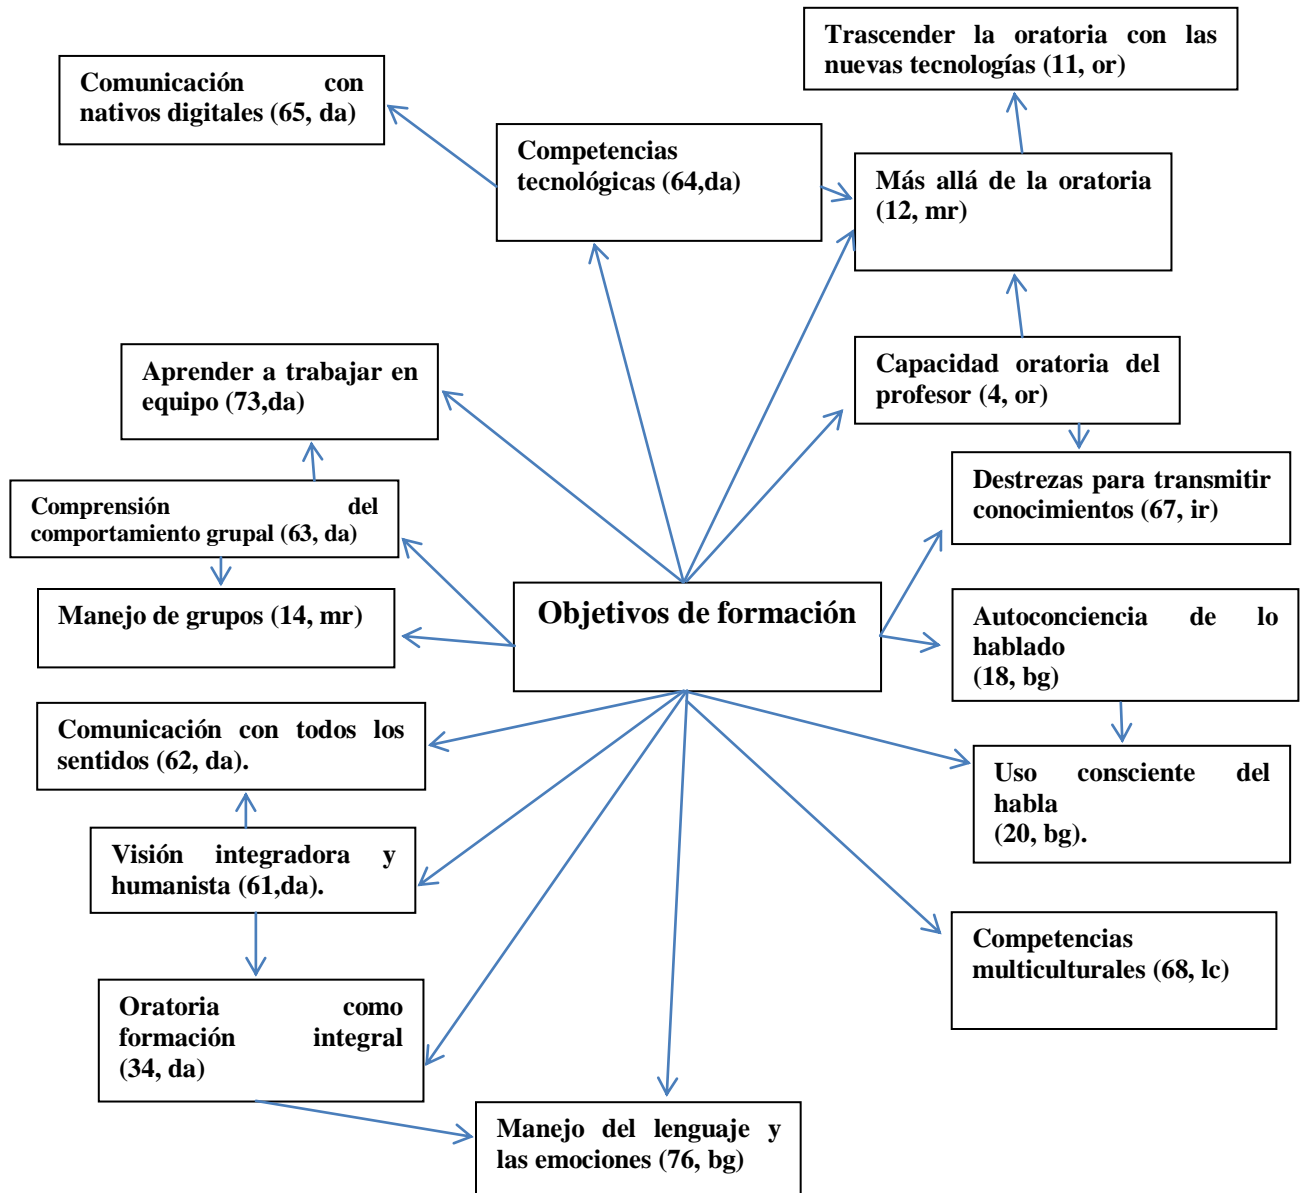 Trascender la oratoria con las
nuevas tecnologías (11, or)
Comunicación con
nativos digitales (65, da)
Competencias
tecnológicas (64,da)
Más allá de la oratoria
(12, mr)
Aprender a trabajar en
equipo (73,da)
Capacidad oratoria del
profesor (4, or)
Destrezas para transmitir
conocimientos (67, ir)
Comprensión del
comportamiento grupal (63, da)
Manejo de grupos (14, mr)
Objetivos de formación
Autoconciencia de lo
hablado
(18, bg)
Comunicación con todos los
sentidos (62, da).
Uso consciente del
habla
(20, bg).
Visión integradora y
humanista (61,da).
Competencias
multiculturales (68, lc)
Oratoria como
formación integral
(34, da)
Manejo del lenguaje y
las emociones (76, bg)